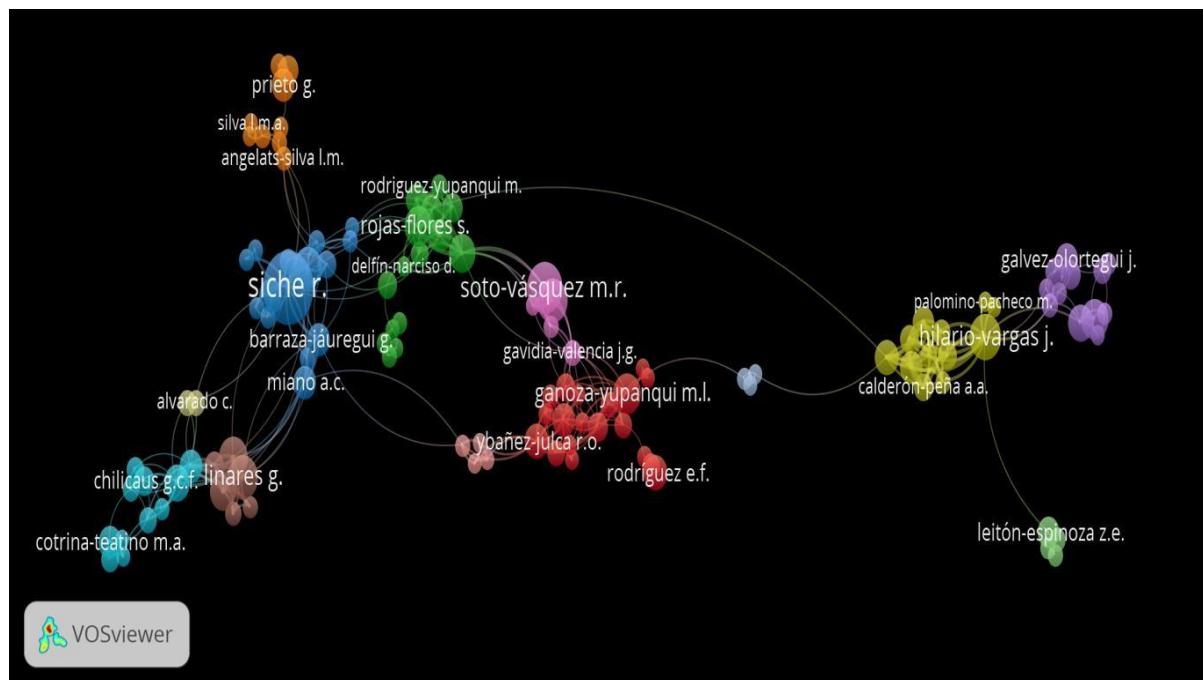 prieto g.
silva l.m.a.
angelats-silva l.m.
rodriguez-yupanqui m.
rojas-flores s.
galvez-olortegui j.
delfín-narciso d.
siche r.
soto-vásquez m.r.
palomino-pacheco m.
hilario-vargas j.
barraza-jáuregui g.
gavidia-valencia j.g.
miano a.c.
calderón-peña a.a.
ganoza-yupanqui m.l.
alvarado c.
ybañez-julca r.o.
chilicaus g.c.f.
linares g.
rodríguez e.f.
cotrina-teatino m.a.
leitón-espinoza z.e.
VOSviewer